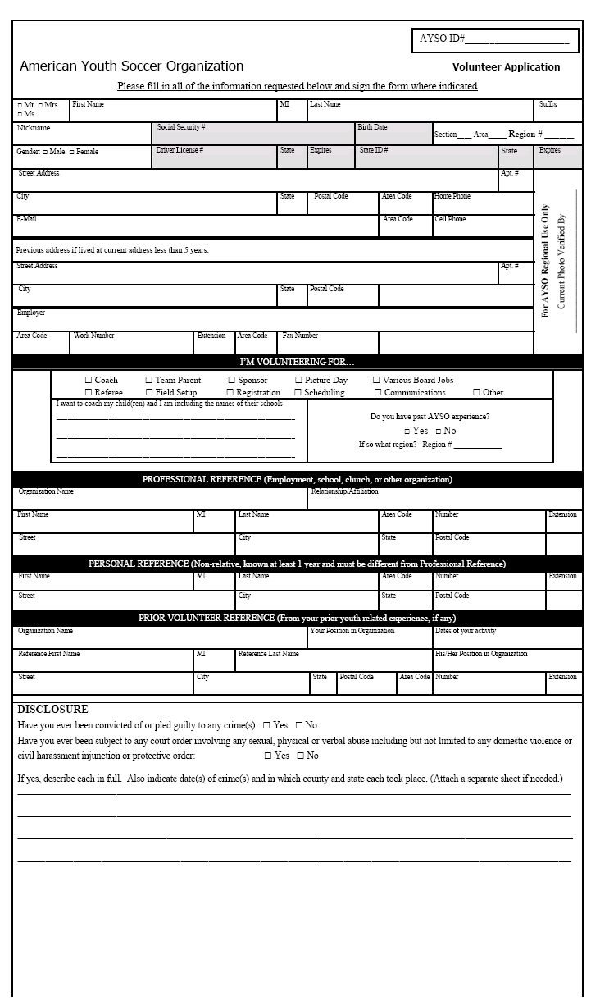 AYSO ID#_____________________
American Youth Soccer Organization
Volunteer Application
Please fill in all of the information requested below and sign the form where indicated
□ Mr. □ Mrs. First Name MI Last Name Suffix
□ Ms.
Nickname Social Security # Birth Date Section____ Area_____ Region # _______
Gender: □ Male □ Female Driver License # State Expires State ID # State Expires
Street Address Apt. #
City State Postal Code Area Code Home Phone
E-Mail Area Code Cell Phone
For AYSO Regional Use Only
Current Photo Verified By
Previous address if lived at current address less than 5 years:
Street Address Apt. #
City State Postal Code
Employer
Area Code Work Number Extension Area Code Fax Number
I'M VOLUNTEERING FOR…
□ Coach □ Team Parent □ Sponsor □ Picture Day □ Various Board Jobs
□ Referee □ Field Setup □ Registration □ Scheduling □ Communications □ Other
I want to coach my child(ren) and I am including the names of their schools
Do you have past AYSO experience?
□ Yes □ No
If so what region? Region # ____________
PROFESSIONAL REFERENCE (Employment, school, church, or other organization)
Organization Name Relationship/Affiliation
First Name MI Last Name Area Code Number Extension
Street City State Postal Code
PERSONAL REFERENCE (Non-relative, known at least 1 year and must be different from Professional Reference)
First Name MI Last Name Area Code Number Extension
Street City State Postal Code
PRIOR VOLUNTEER REFERENCE (From your prior youth related experience, if any)
Organization Name Your Position in Organization Dates of your activity
Reference First Name MI Reference Last Name His/Her Position in Organization
Street City State Postal Code Area Code Number Extension
DISCLOSURE
Have you ever been convicted of or pled guilty to any crime(s): □ Yes □ No
Have you ever been subject to any court order involving any sexual, physical or verbal abuse including but not limited to any domestic violence or
civil harassment injunction or protective order: □ Yes □ No
If yes, describe each in full. Also indicate date(s) of crime(s) and in which county and state each took place. (Attach a separate sheet if needed.)